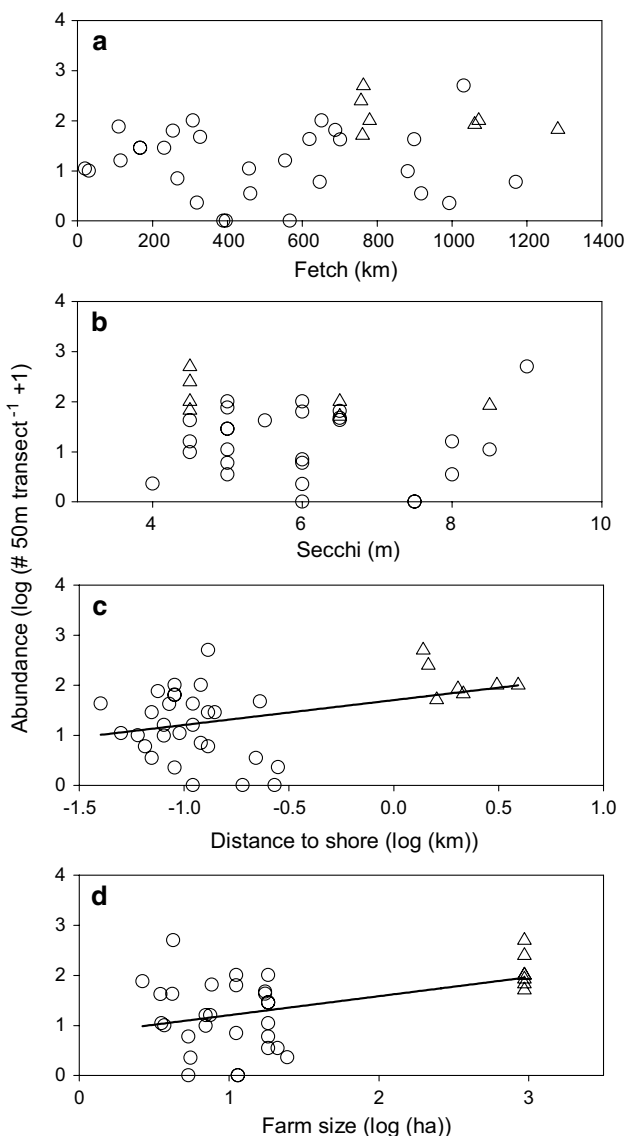 a
4
3
2
1
0
0 200 400 600 800 1000 1200 1400
Fetch (km)
b
4
3
2
1
0
4 6 8 10
Secchi (m)
Abundance (log (# 50m transect⁻¹ +1)
c
4
3
2
1
0
-1.5 -1.0 -0.5 0.0 0.5 1.0
Distance to shore (log (km))
d
4
3
2
1
0
0 1 2 3
Farm size (log (ha))